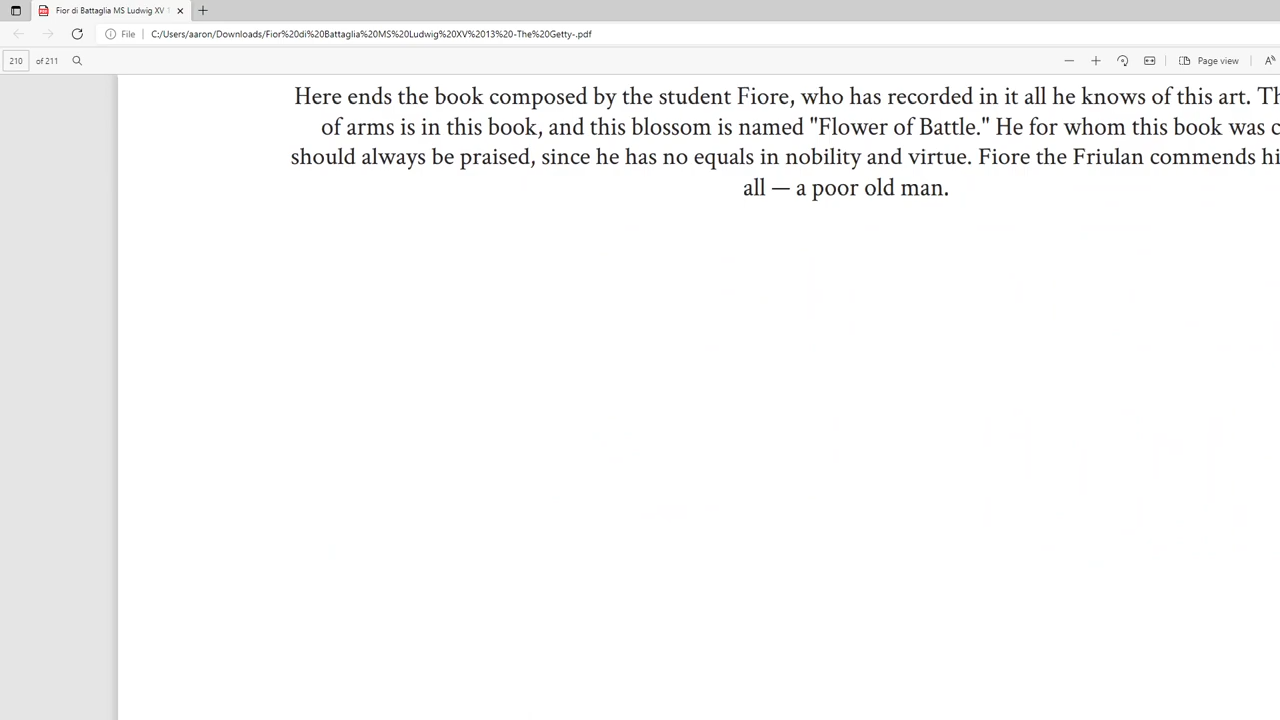 Fior di Battaglia MS Ludwig XV 1
File
C:/Users/aaron/Downloads/Fior%20di%20Battaglia%20MS%20Ludwig%20XV%2013%20-The%20Getty-.pdf
210 of 211
Page view
Here ends the book composed by the student Fiore, who has recorded in it all he knows of this art. Th
of arms is in this book, and this blossom is named "Flower of Battle." He for whom this book was c
should always be praised, since he has no equals in nobility and virtue. Fiore the Friulan commends hi
all — a poor old man.